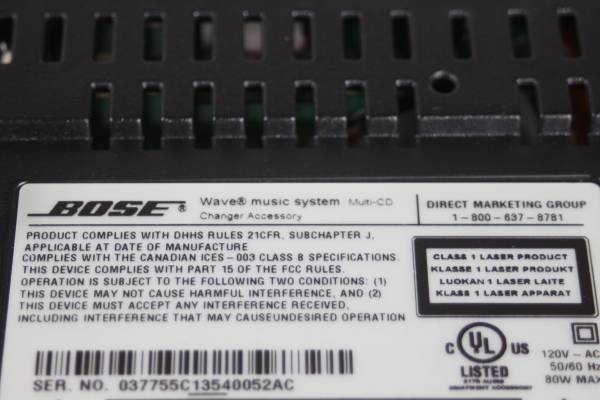 BOSE® Wave® music system Multi-CD
Changer Accessory
DIRECT MARKETING GROUP
1-800-637-8781
PRODUCT COMPLIES WITH DHHS RULES 21CFR, SUBCHAPTER J,
APPLICABLE AT DATE OF MANUFACTURE
COMPLIES WITH THE CANADIAN ICES-003 CLASS B SPECIFICATIONS.
THIS DEVICE COMPLIES WITH PART 15 OF THE FCC RULES.
OPERATION IS SUBJECT TO THE FOLLOWING TWO CONDITIONS: (1)
THIS DEVICE MAY NOT CAUSE HARMFUL INTERFERENCE, AND (2)
THIS DEVICE MUST ACCEPT ANY INTERFERENCE RECEIVED,
INCLUDING INTERFERENCE THAT MAY CAUSEUNDESIRED OPERATION
CLASS 1 LASER PRODUCT
KLASSE 1 LASER PRODUKT
LUOKAN 1 LASER LAITE
KLASS 1 LASER APPARAT
C UL US
LISTED
120V - AC
50/60 Hz
80W MAX
SER. NO. 037755C13540052AC